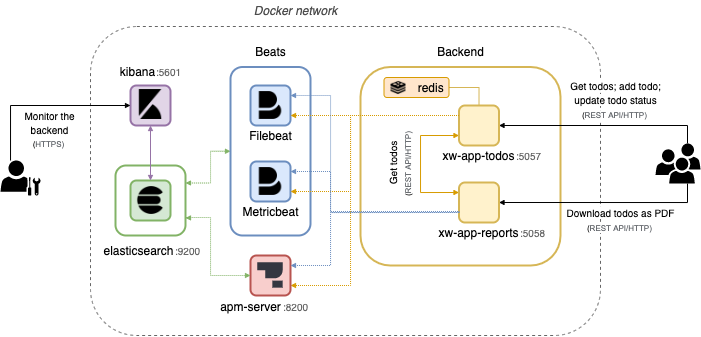 Docker network
Beats
Backend
kibana:5601
redis
Get todos; add todo;
update todo status
(REST API/HTTP)
Monitor the
backend
(HTTPS)
Filebeat
xw-app-todos:5057
Get todos
(REST API/HTTP)
Metricbeat
Download todos as PDF
(REST API/HTTP)
xw-app-reports:5058
elasticsearch:9200
apm-server:8200